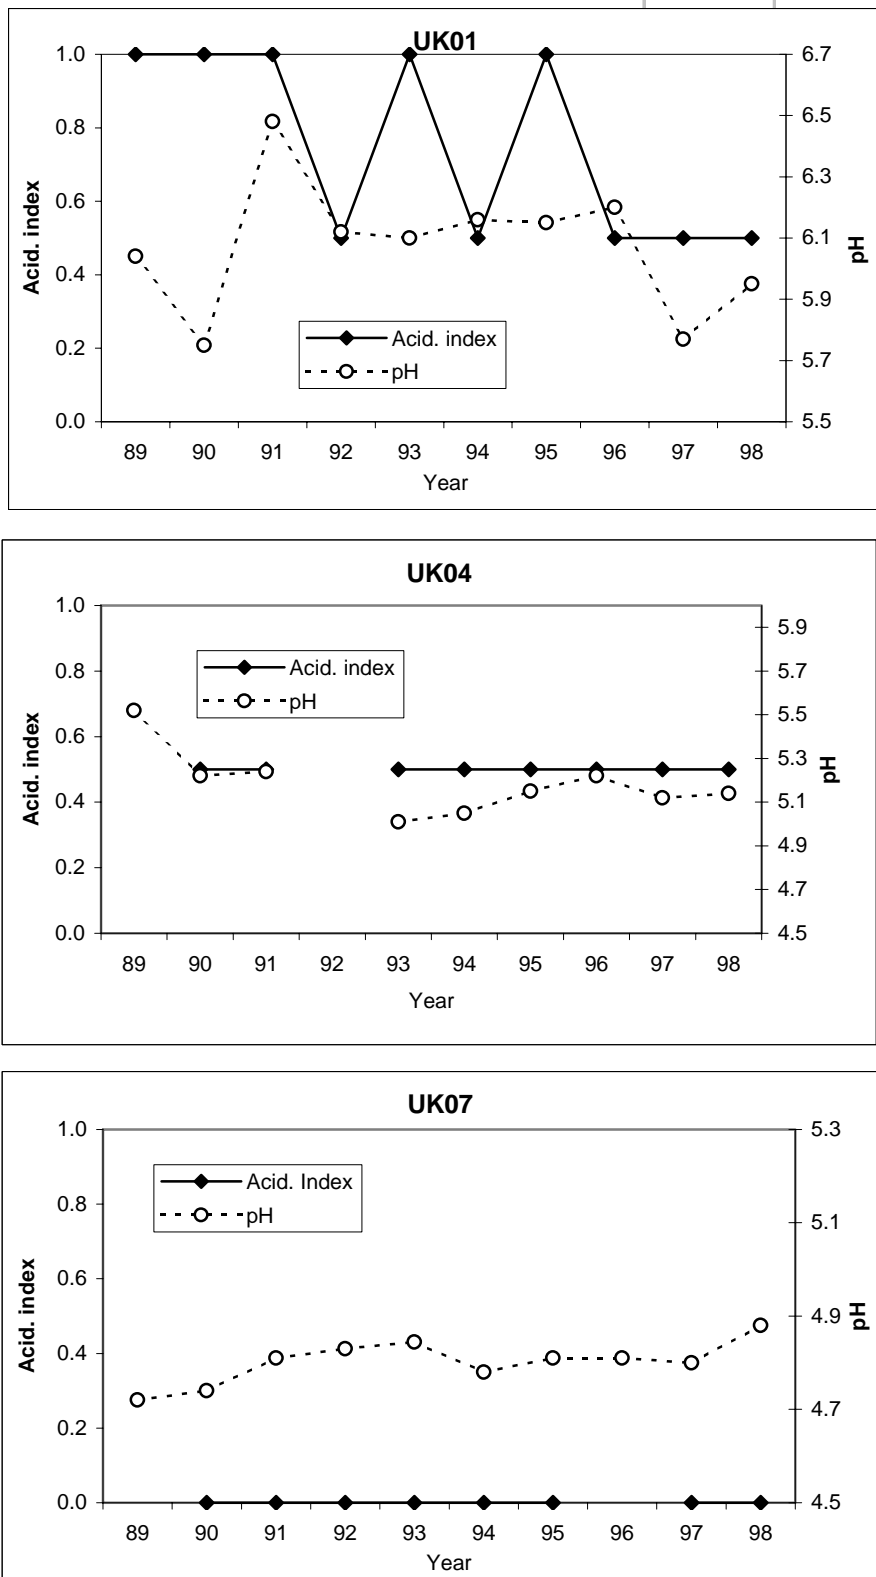 UK01
1.0
0.8
0.6
0.4
0.2
0.0
Acid. index
6.7
6.5
6.3
6.1
5.9
5.7
5.5
pH
Acid. index
pH
89 90 91 92 93 94 95 96 97 98
Year
UK04
1.0
0.8
0.6
0.4
0.2
0.0
Acid. index
5.9
5.7
5.5
5.3
5.1
4.9
4.7
4.5
pH
Acid. index
pH
89 90 91 92 93 94 95 96 97 98
Year
UK07
1.0
0.8
0.6
0.4
0.2
0.0
Acid. index
5.3
5.1
4.9
4.7
4.5
pH
Acid. Index
pH
89 90 91 92 93 94 95 96 97 98
Year